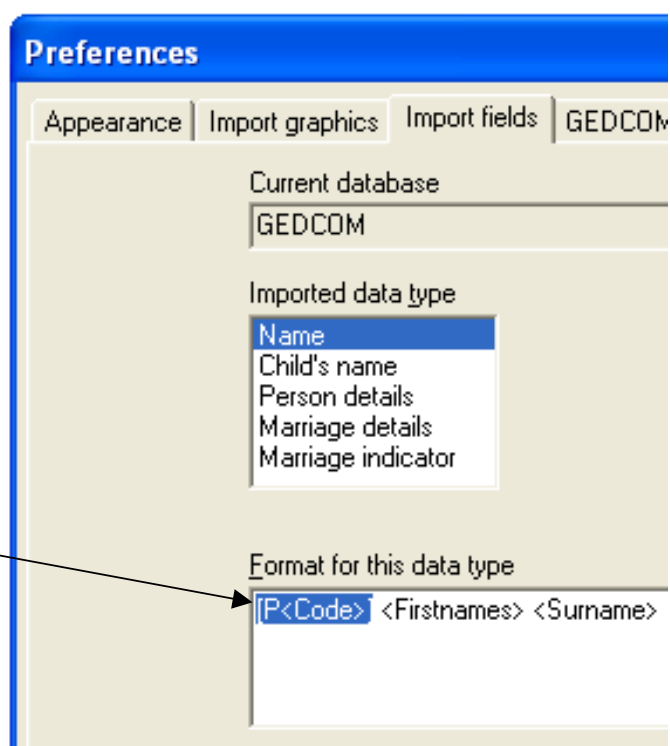 Preferences
Appearance Import graphics Import fields GEDCOM
Current database
GEDCOM
Imported data type
Name
Child's name
Person details
Marriage details
Marriage indicator
Format for this data type
[P<Code>] <Firstnames> <Surname>